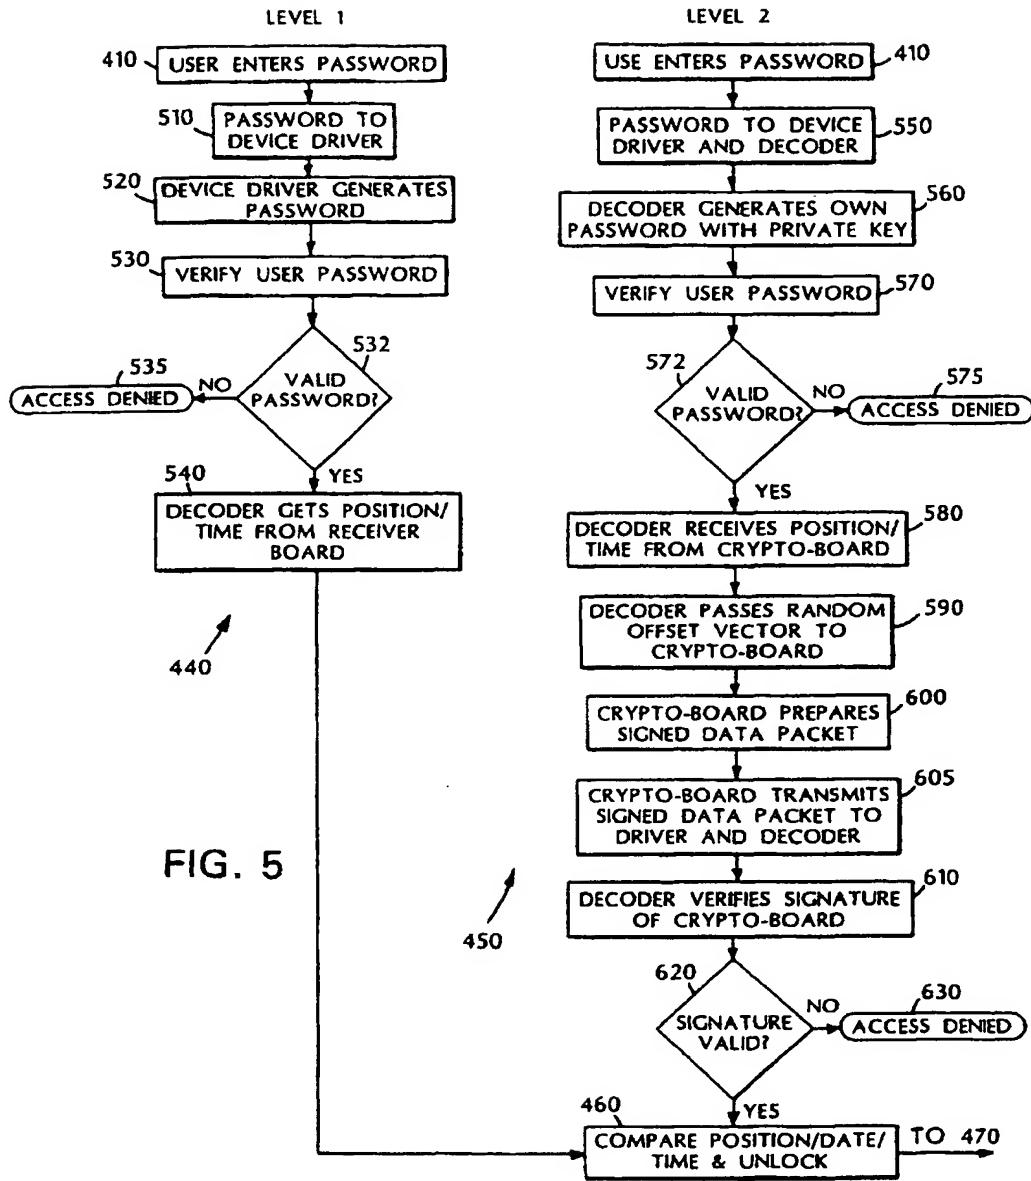 LEVEL 1
410
USER ENTERS PASSWORD
510
PASSWORD TO
DEVICE DRIVER
520
DEVICE DRIVER GENERATES
PASSWORD
530
VERIFY USER PASSWORD
532
535
NO
VALID
PASSWORD?
ACCESS DENIED
YES
540
DECODER GETS POSITION/
TIME FROM RECEIVER
BOARD
440
LEVEL 2
USE ENTERS PASSWORD
410
PASSWORD TO DEVICE
DRIVER AND DECODER
550
DECODER GENERATES OWN
PASSWORD WITH PRIVATE KEY
560
VERIFY USER PASSWORD
570
572
VALID
PASSWORD?
NO
575
ACCESS DENIED
YES
DECODER RECEIVES POSITION/
TIME FROM CRYPTO-BOARD
580
DECODER PASSES RANDOM
OFFSET VECTOR TO
CRYPTO-BOARD
590
CRYPTO-BOARD PREPARES
SIGNED DATA PACKET
600
CRYPTO-BOARD TRANSMITS
SIGNED DATA PACKET TO
DRIVER AND DECODER
605
DECODER VERIFIES SIGNATURE
OF CRYPTO-BOARD
610
450
620
SIGNATURE
VALID?
NO
630
ACCESS DENIED
YES
460
COMPARE POSITION/DATE/
TIME & UNLOCK
TO 470
FIG. 5